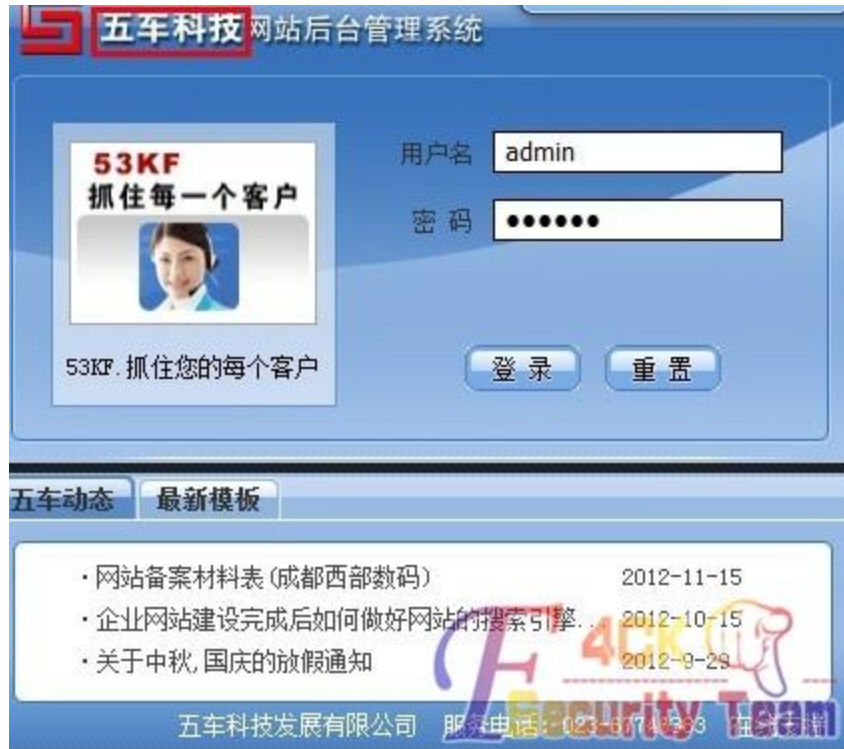 五车科技网站后台管理系统
用户名 admin
53KF
抓住每一个客户
密 码 ●●●●●●
53KF.抓住您的每个客户
登 录 重 置
五车动态 最新模板
·网站备案材料表(成都西部数码) 2012-11-15
·企业网站建设完成后如何做好网站的搜索引擎... 2012-10-15
·关于中秋,国庆的放假通知 2012-9-29
F4CK
Security Team
五车科技发展有限公司 服务电话: